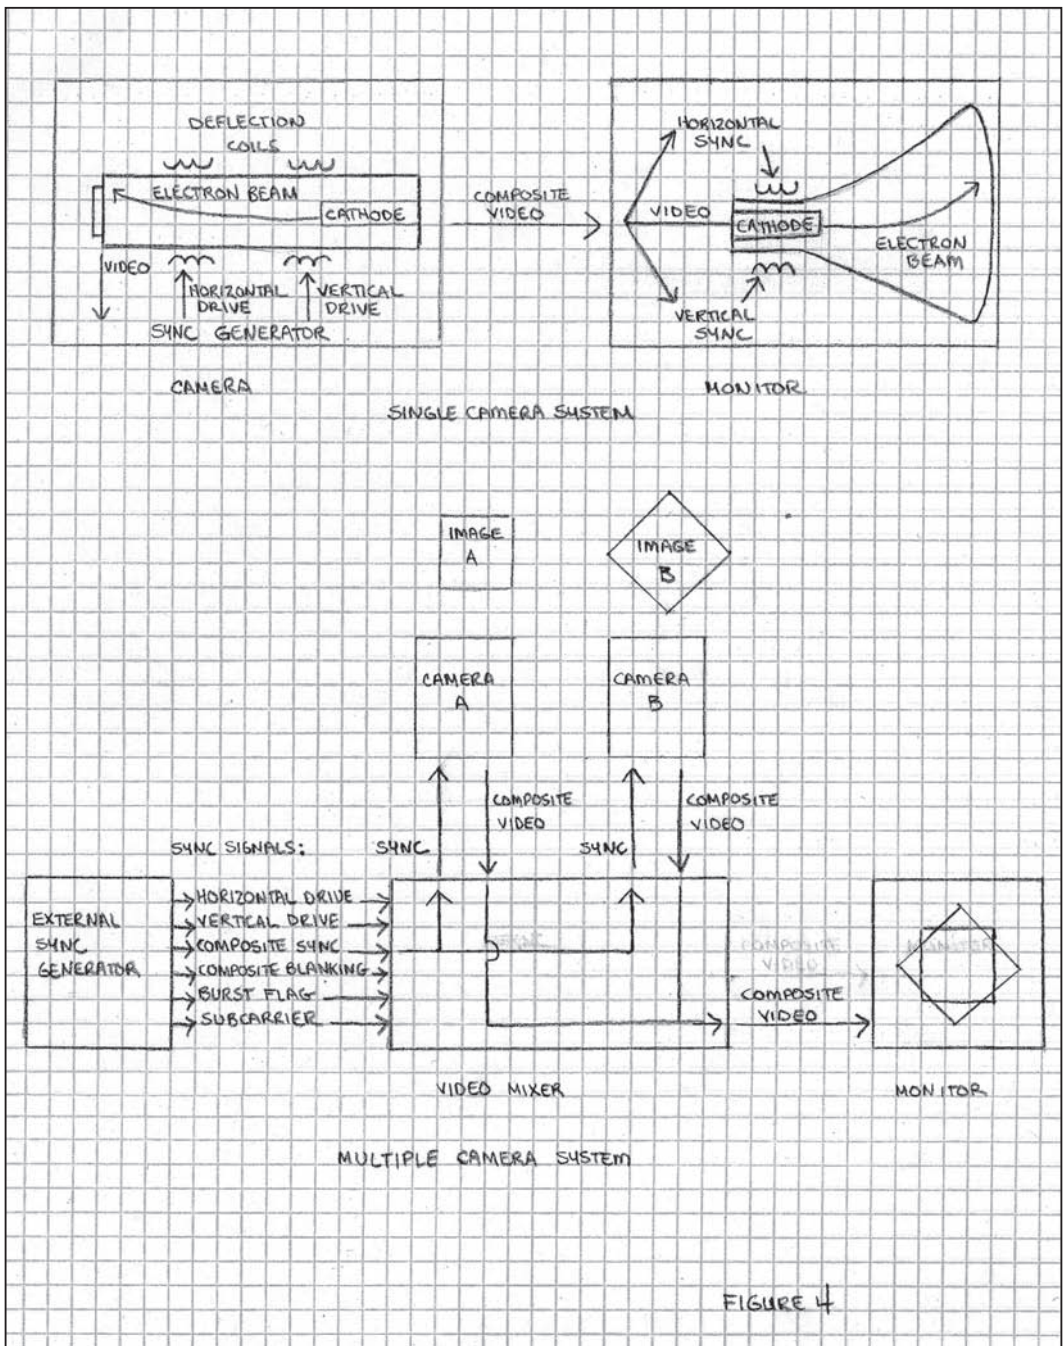 DEFLECTION
COILS
ELECTRON BEAM
CATHODE
VIDEO
HORIZONTAL
DRIVE
VERTICAL
DRIVE
SYNC GENERATOR
CAMERA
COMPOSITE
VIDEO
HORIZONTAL
SYNC
VIDEO
CATHODE
ELECTRON
BEAM
VERTICAL
SYNC
MONITOR
SINGLE CAMERA SYSTEM
IMAGE
A
IMAGE
B
CAMERA
A
CAMERA
B
COMPOSITE
VIDEO
COMPOSITE
VIDEO
SYNC SIGNALS:
SYNC
SYNC
EXTERNAL
SYNC
GENERATOR
HORIZONTAL DRIVE
VERTICAL DRIVE
COMPOSITE SYNC
COMPOSITE BLANKING
BURST FLAG
SUBCARRIER
COMPOSITE
VIDEO
MONITOR
COMPOSITE
VIDEO
VIDEO MIXER
MONITOR
MULTIPLE CAMERA SYSTEM
FIGURE 4